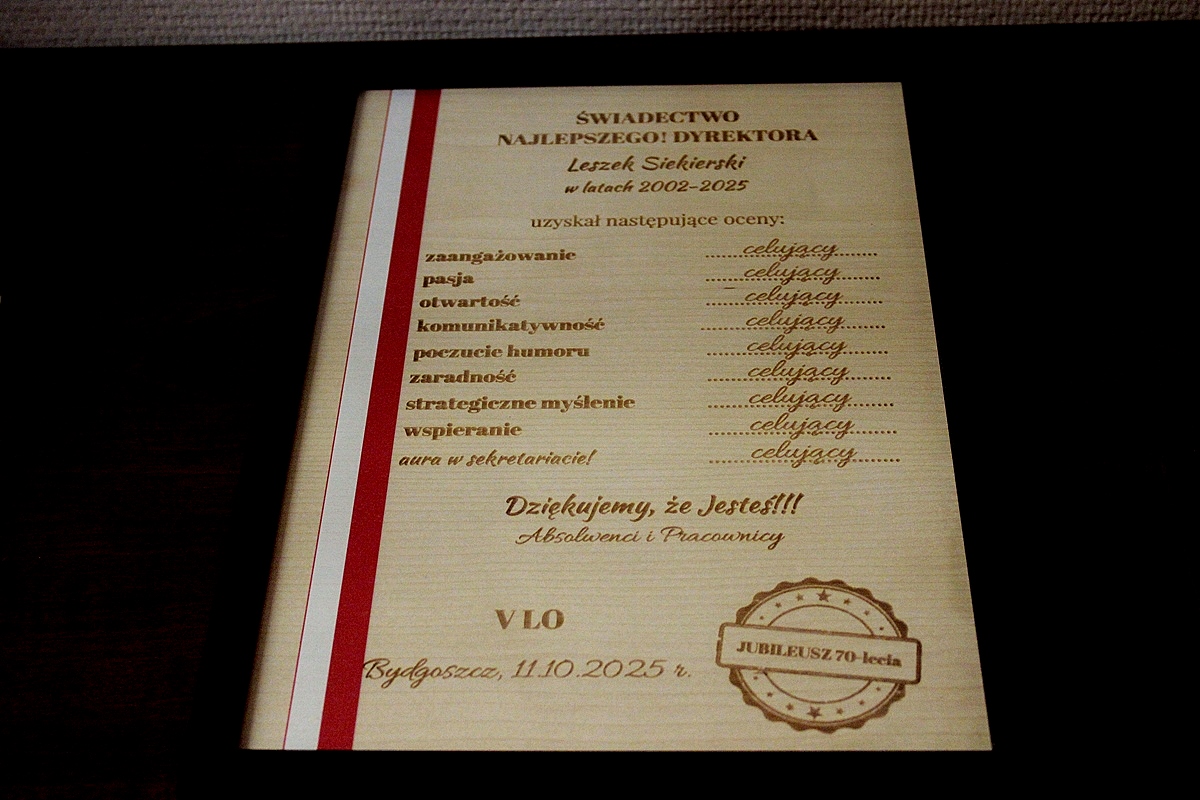 ŚWIADECTWO
NAJLEPSZEGO! DYREKTORA
Leszek Siekierski
w latach 2002-2025
uzyskał następujące oceny:
zaangażowanie celujący
pasja celujący
otwartość celujący
komunikatywność celujący
poczucie humoru celujący
zaradność celujący
strategiczne myślenie celujący
wspieranie celujący
aura w sekretariacie! celujący
Dziękujemy, że Jesteś!!!
Absolwenci i Pracownicy
V LO
JUBILEUSZ 70-lecia
Bydgoszcz, 11.10.2025 r.